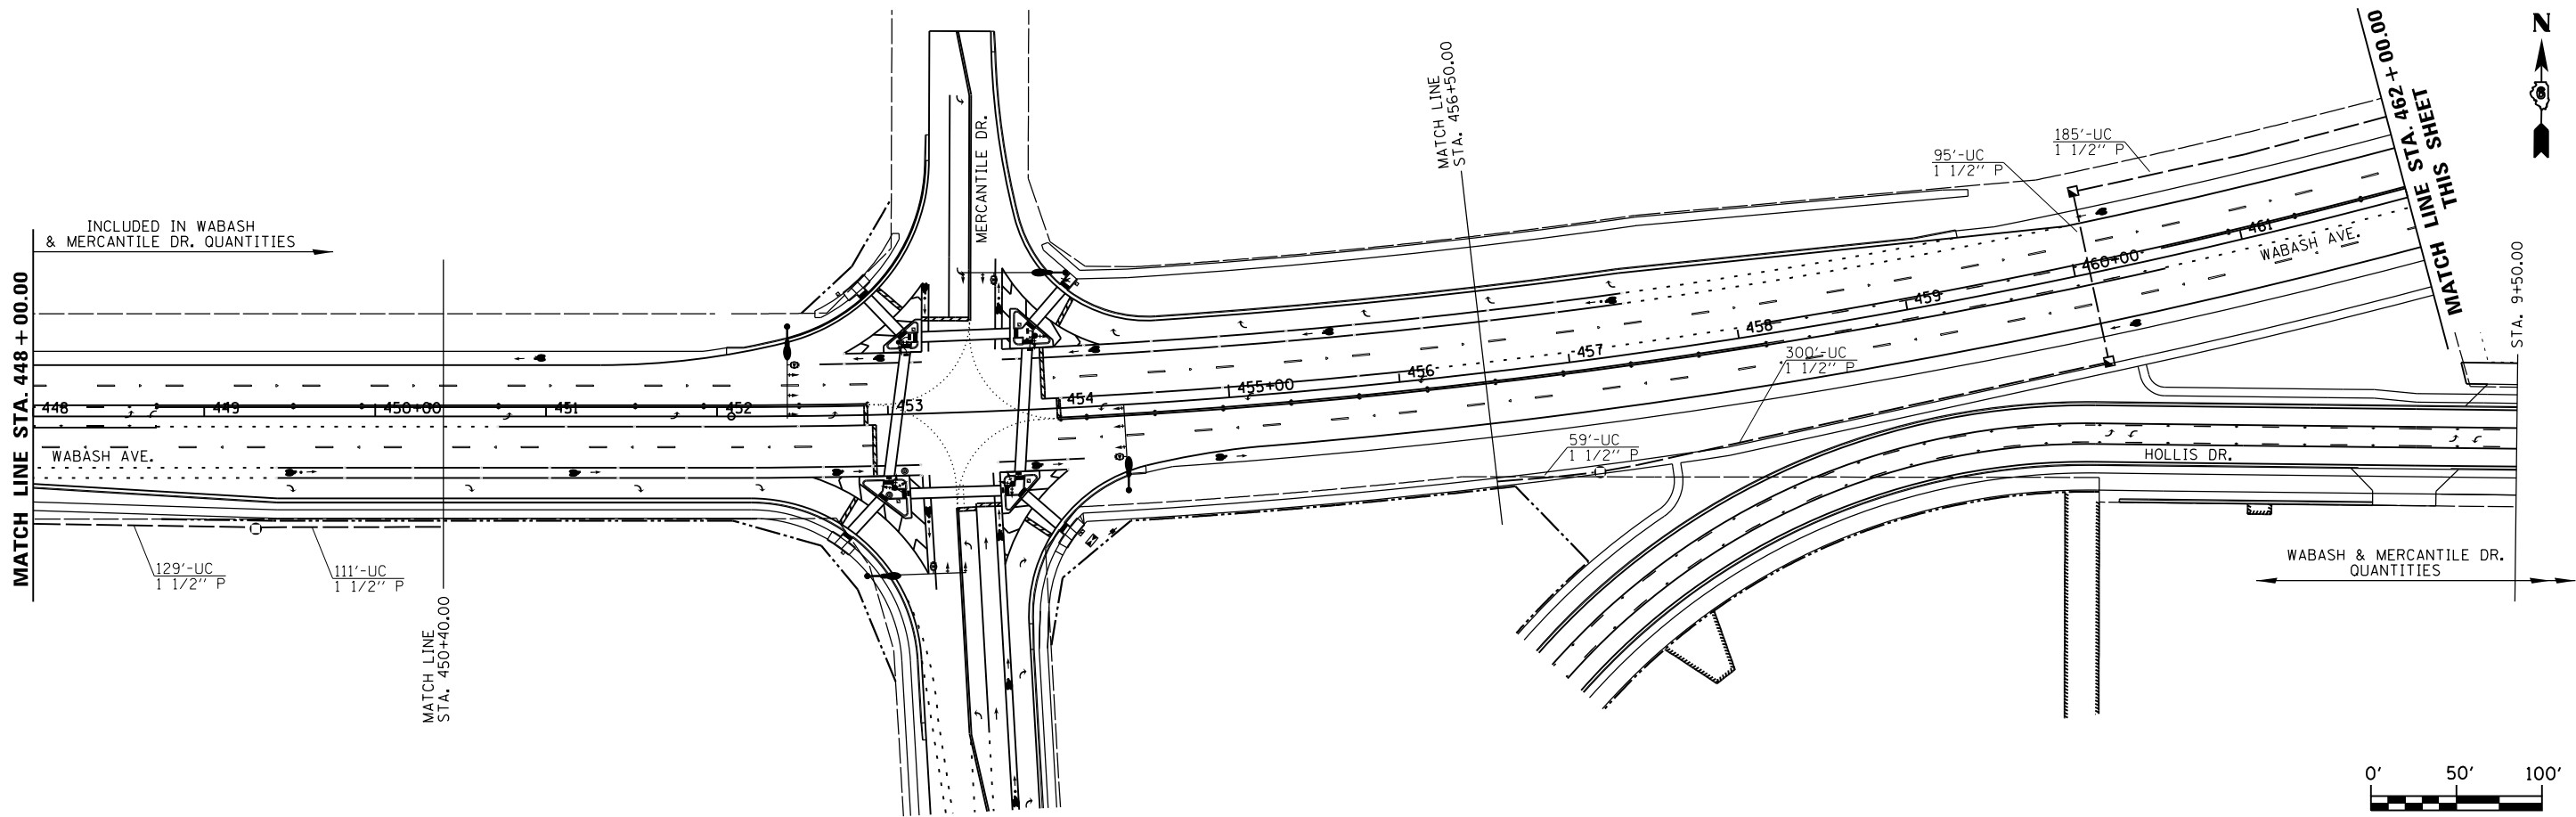 MATCH LINE STA. 448+00.00
INCLUDED IN WABASH
& MERCANTILE DR. QUANTITIES
448
449
450+00
451
452
453
454
455+00
456
457
458
459
460+00
461
WABASH AVE.
129'-UC
1 1/2" P
111'-UC
1 1/2" P
MATCH LINE
STA. 450+40.00
MERCANTILE DR.
MATCH LINE
STA. 456+50.00
59'-UC
1 1/2" P
300'-UC
1 1/2" P
95'-UC
1 1/2" P
185'-UC
1 1/2" P
WABASH AVE.
MATCH LINE STA. 462+00.00
THIS SHEET
STA. 9+50.00
HOLLIS DR.
WABASH & MERCANTILE DR.
QUANTITIES
N
0' 50' 100'